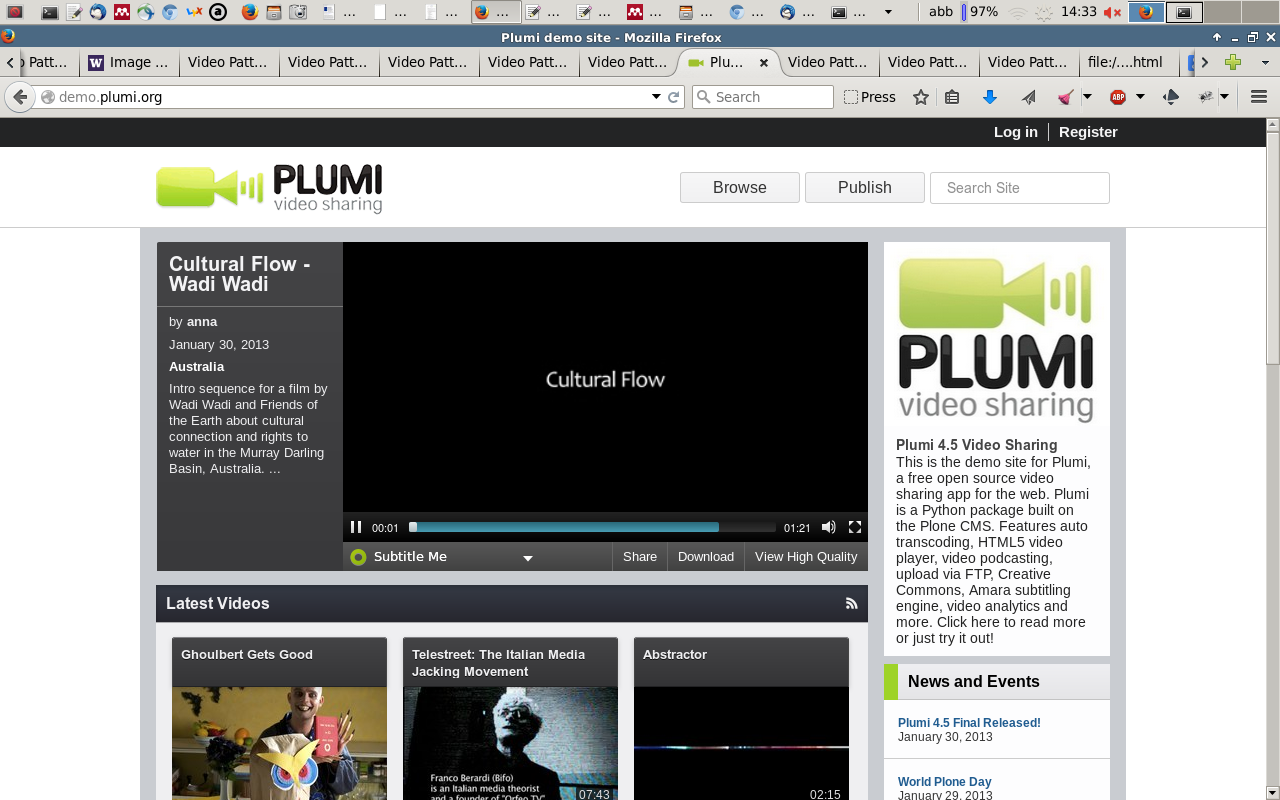 abb 97% 14:33
Plumi demo site - Mozilla Firefox
Patt... Image ... Video Patt... Video Patt... Video Patt... Video Patt... Video Patt... Plu... Video Patt... Video Patt... Video Patt... file:/....html
demo.plumi.org Search Press ABP
Log in Register
PLUMI
video sharing
Browse Publish Search Site
Cultural Flow -
Wadi Wadi
by anna
January 30, 2013
Australia
Intro sequence for a film by
Wadi Wadi and Friends of
the Earth about cultural
connection and rights to
water in the Murray Darling
Basin, Australia. ...
Cultural Flow
00:01 01:21
Subtitle Me Share Download View High Quality
PLUMI
video sharing
Plumi 4.5 Video Sharing
This is the demo site for Plumi,
a free open source video
sharing app for the web. Plumi
is a Python package built on
the Plone CMS. Features auto
transcoding, HTML5 video
player, video podcasting,
upload via FTP, Creative
Commons, Amara subtitling
engine, video analytics and
more. Click here to read more
or just try it out!
Latest Videos
Ghoulbert Gets Good
Telestreet: The Italian Media
Jacking Movement
Franco Berardi (Bifo)
is an Italian media theorist
and a founder of "Orfeo TV"
07:43
Abstractor
02:15
News and Events
Plumi 4.5 Final Released!
January 30, 2013
World Plone Day
January 29, 2013